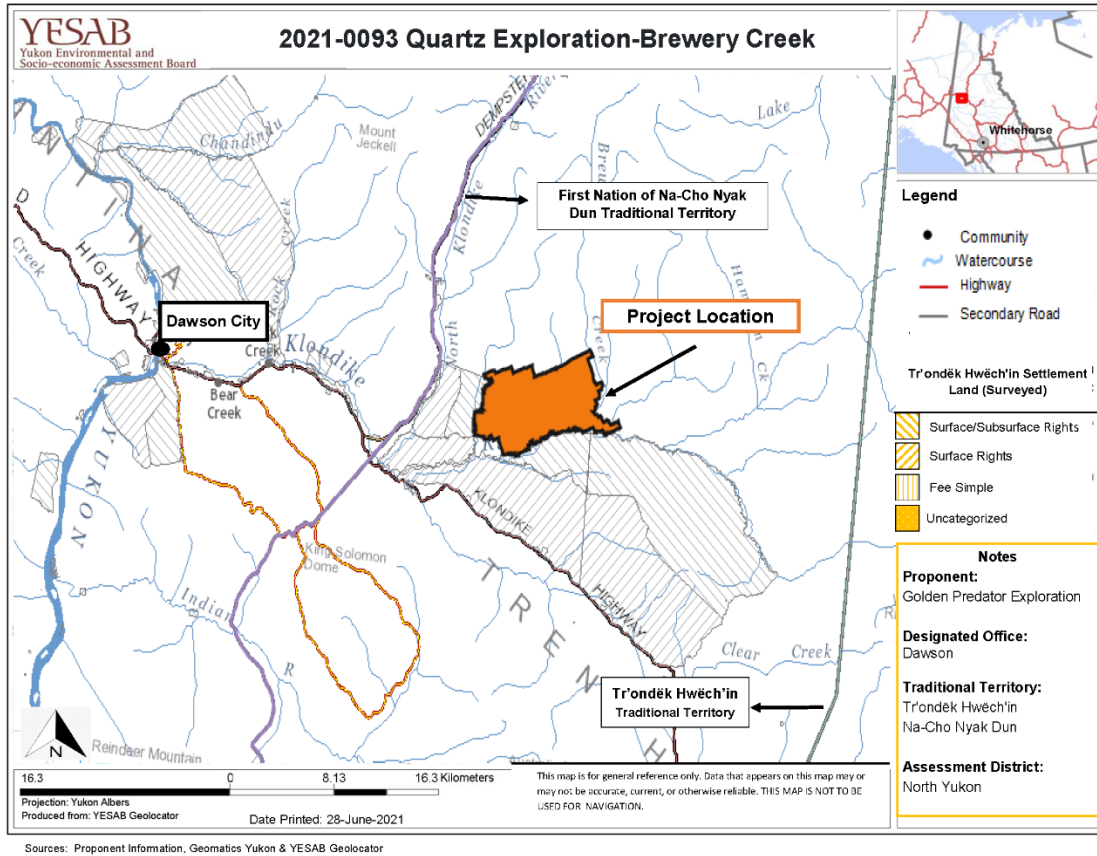 YESAB
Yukon Environmental and
Socio-economic Assessment Board
2021-0093 Quartz Exploration-Brewery Creek
Whitehorse
DEMPSTER
River
Lake
Chandindu
Mount
Jeckell
First Nation of Na-Cho Nyak
Dun Traditional Territory
Klondike
North
Creek
HIGHWAY
Dawson City
Rock
Creek
Creek
Klondike
Bear
Creek
Project Location
Creek
Ck
YUKON
King Solomon
Dome
KLONDIKE
HIGHWAY
Indian
R
TINA
TREN
H
Clear Creek
Tr'ondëk Hwëch'in
Traditional Territory
Reindeer Mountain
N
Legend
Community
Watercourse
Highway
Secondary Road
Tr'ondëk Hwëch'in Settlement
Land (Surveyed)
Surface/Subsurface Rights
Surface Rights
Fee Simple
Uncategorized
Notes
Proponent:
Golden Predator Exploration
Designated Office:
Dawson
Traditional Territory:
Tr'ondëk Hwëch'in
Na-Cho Nyak Dun
Assessment District:
North Yukon
16.3 0 8.13 16.3 Kilometers
Projection: Yukon Albers
Produced from: YESAB Geolocator
Date Printed: 28-June-2021
This map is for general reference only. Data that appears on this map may or
may not be accurate, current, or otherwise reliable. THIS MAP IS NOT TO BE
USED FOR NAVIGATION.
Sources: Proponent Information, Geomatics Yukon & YESAB Geolocator